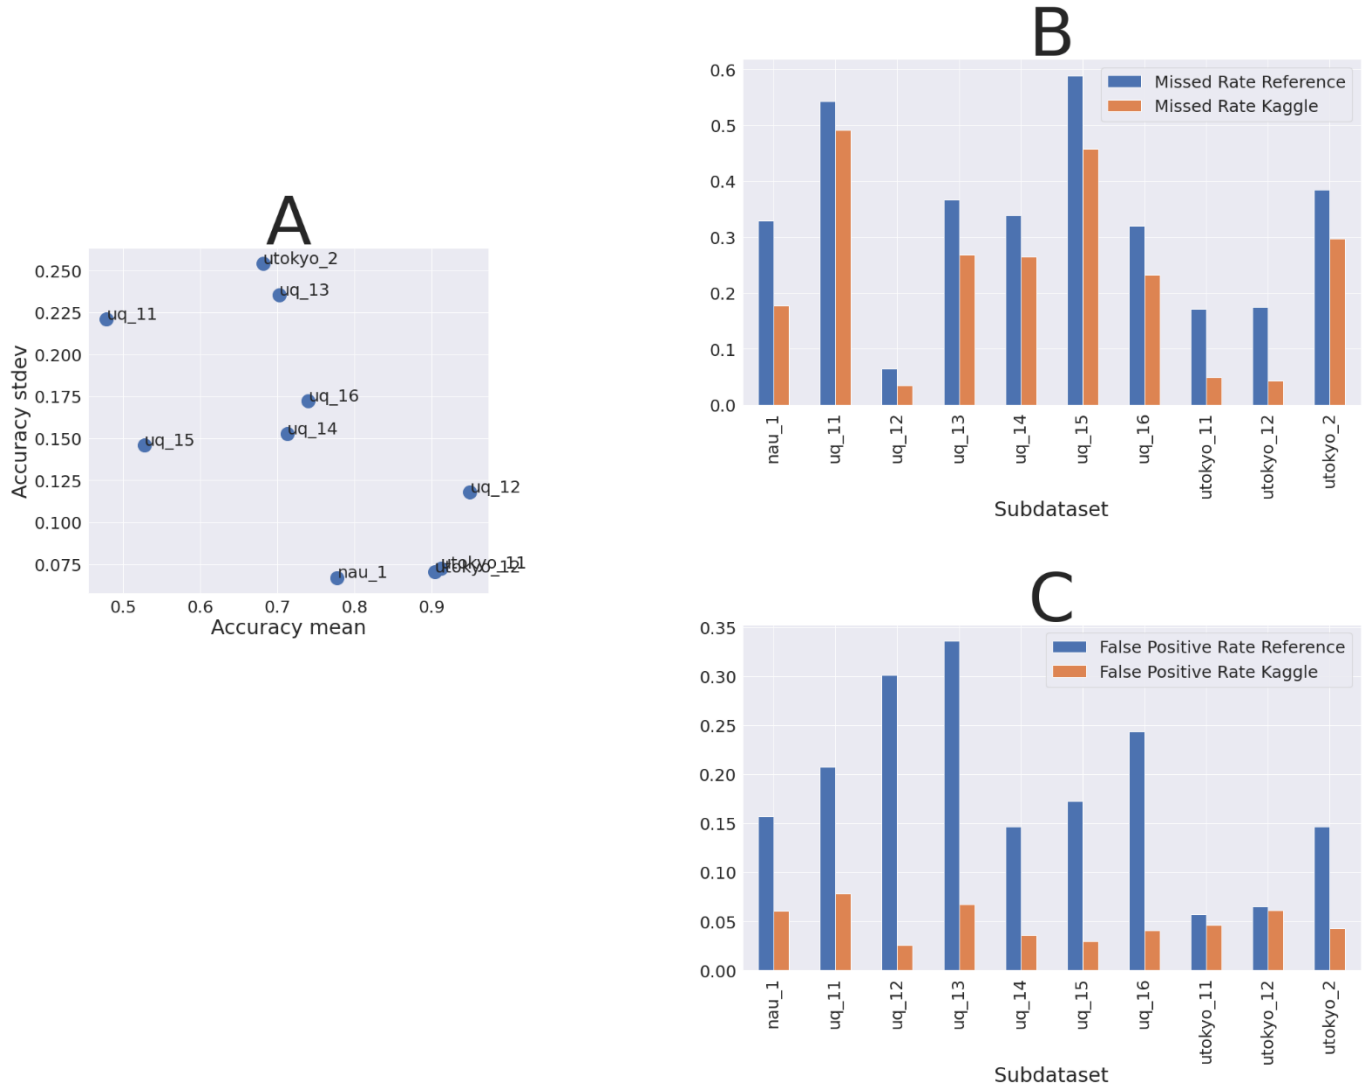 A
0.250
0.225
0.200
0.175
0.150
0.125
0.100
0.075
Accuracy stdev
utokyo_2
uq_13
uq_11
uq_16
uq_14
uq_15
uq_12
utokyo_11
utokyo_12
nau_1
0.5 0.6 0.7 0.8 0.9
Accuracy mean
B
Missed Rate Reference
Missed Rate Kaggle
0.6
0.5
0.4
0.3
0.2
0.1
0.0
nau_1 uq_11 uq_12 uq_13 uq_14 uq_15 uq_16 utokyo_11 utokyo_12 utokyo_2
Subdataset
C
False Positive Rate Reference
False Positive Rate Kaggle
0.35
0.30
0.25
0.20
0.15
0.10
0.05
0.00
nau_1 uq_11 uq_12 uq_13 uq_14 uq_15 uq_16 utokyo_11 utokyo_12 utokyo_2
Subdataset